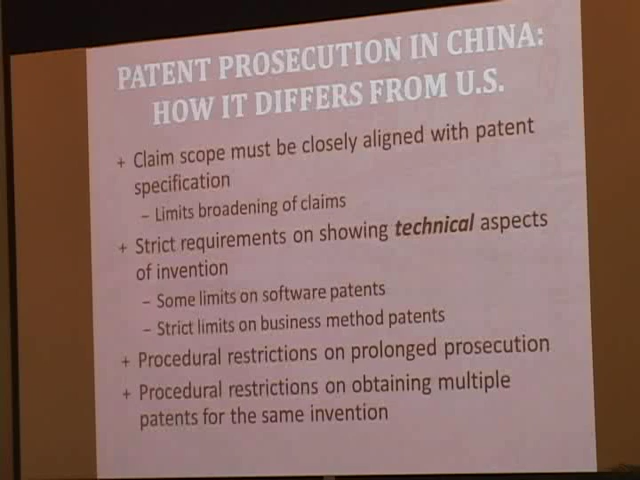 PATENT PROSECUTION IN CHINA:
HOW IT DIFFERS FROM U.S.
+ Claim scope must be closely aligned with patent
specification
– Limits broadening of claims
+ Strict requirements on showing technical aspects
of invention
– Some limits on software patents
– Strict limits on business method patents
+ Procedural restrictions on prolonged prosecution
+ Procedural restrictions on obtaining multiple
patents for the same invention